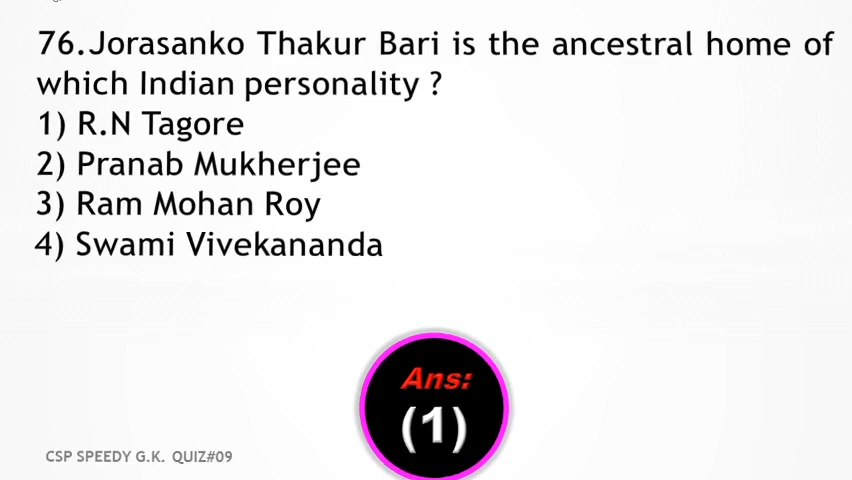 76.Jorasanko Thakur Bari is the ancestral home of
which Indian personality ?
1) R.N Tagore
2) Pranab Mukherjee
3) Ram Mohan Roy
4) Swami Vivekananda
Ans:
(1)
CSP SPEEDY G.K. QUIZ#09